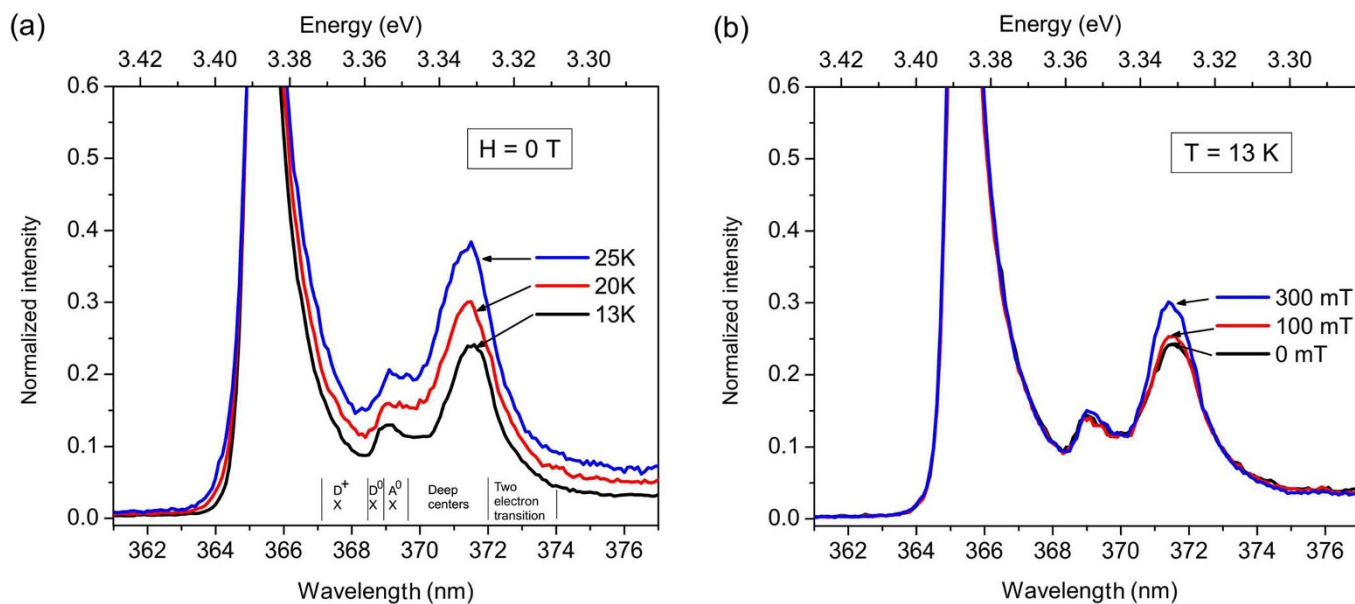 (a)
Energy (eV)
3.42 3.40 3.38 3.36 3.34 3.32 3.30
0.6
0.5
0.4
0.3
0.2
0.1
0.0
Normalized intensity
H = 0 T
25K
20K
13K
D+ X
D0 X
A0 X
Deep centers
Two electron transition
362 364 366 368 370 372 374 376
Wavelength (nm)
(b)
Energy (eV)
3.42 3.40 3.38 3.36 3.34 3.32 3.30
0.6
0.5
0.4
0.3
0.2
0.1
0.0
Normalized intensity
T = 13 K
300 mT
100 mT
0 mT
362 364 366 368 370 372 374 376
Wavelength (nm)